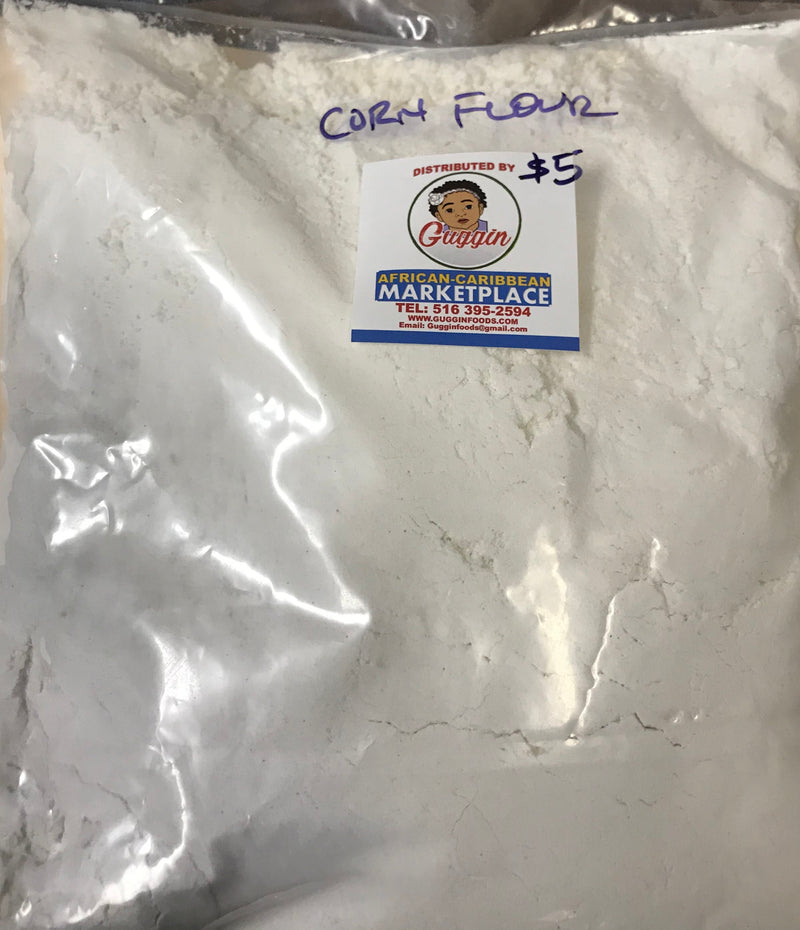 CORN FLOUR
DISTRIBUTED BY
$5
Guggin
AFRICAN-CARIBBEAN
MARKETPLACE
TEL: 516 395-2594
WWW.GUGGINFOODS.COM
Email: Gugginfoods@gmail.com